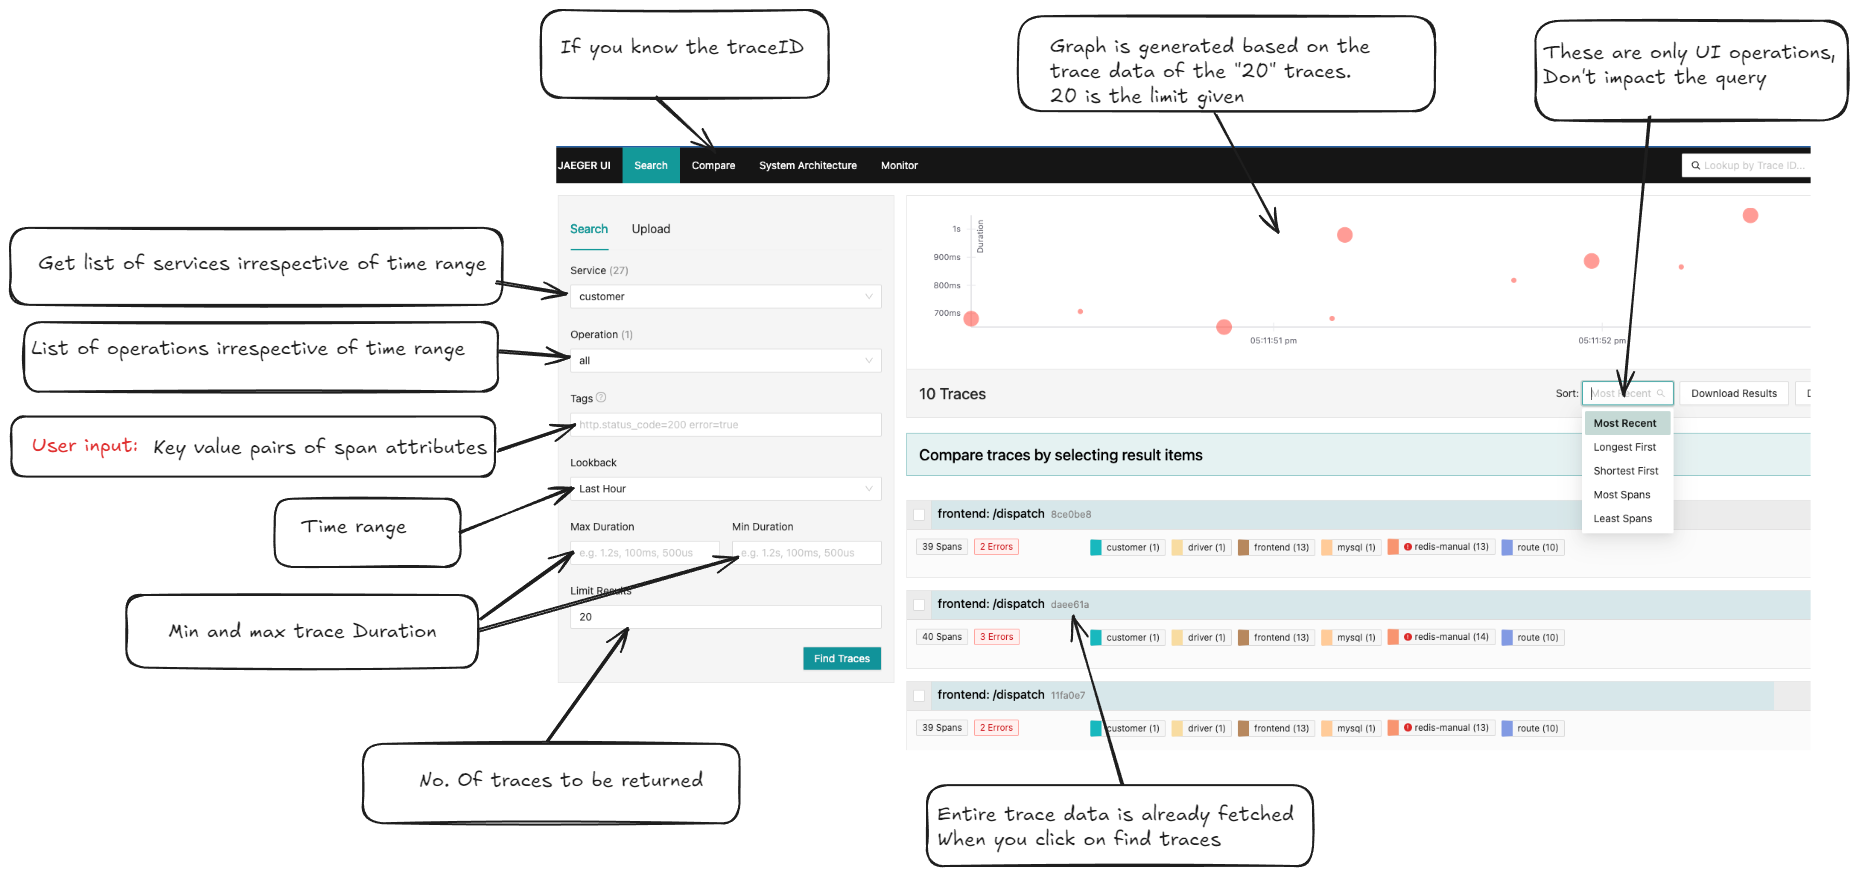 If you know the traceID
Graph is generated based on the
trace data of the "20" traces.
20 is the limit given
These are only UI operations,
Don't impact the query
JAEGER UI
Search
Compare
System Architecture
Monitor
Lookup by Trace ID...
Get list of services irrespective of time range
List of operations irrespective of time range
User input: Key value pairs of span attributes
Time range
Min and max trace Duration
No. Of traces to be returned
Search
Upload
Service (27)
customer
Operation (1)
all
Tags
http.status_code=200 error=true
Lookback
Last Hour
Max Duration
Min Duration
e.g. 1.2s, 100ms, 500us
e.g. 1.2s, 100ms, 500us
Limit Results
20
Find Traces
Duration
1s
900ms
800ms
700ms
05:11:51 pm
05:11:52 pm
10 Traces
Sort:
Most Recent
Download Results
D
Most Recent
Longest First
Shortest First
Most Spans
Least Spans
Compare traces by selecting result items
frontend: /dispatch 8ce0be8
39 Spans
2 Errors
customer (1)
driver (1)
frontend (13)
mysql (1)
redis-manual (13)
route (10)
frontend: /dispatch daee61a
40 Spans
3 Errors
customer (1)
driver (1)
frontend (13)
mysql (1)
redis-manual (14)
route (10)
frontend: /dispatch 11fa0e7
39 Spans
2 Errors
customer (1)
driver (1)
frontend (13)
mysql (1)
redis-manual (13)
route (10)
Entire trace data is already fetched
When you click on find traces